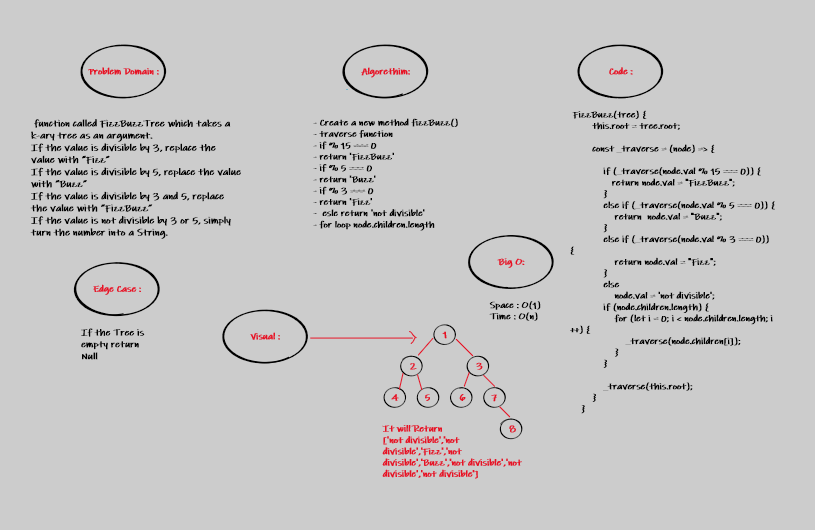 Problem Domain :
function called FizzBuzzTree which takes a
k-ary tree as an argument.
If the value is divisible by 3, replace the
value with "Fizz"
If the value is divisible by 5, replace the value
with "Buzz"
If the value is divisible by 3 and 5, replace
the value with "FizzBuzz"
If the value is not divisible by 3 or 5, simply
turn the number into a String.
Edge Case :
If the Tree is
empty return
Null
Algorethim:
- Create a new method fizzBuzz()
- traverse function
- if % 15 === 0
- return 'FizzBuzz'
- if % 5 === 0
- return 'Buzz'
- if % 3 === 0
- return 'Fizz'
- esle return 'not divisible'
- for loop node.children.length
Big O:
Space : O(1)
Time : O(n)
Visual :
1
2 3
4 5 6 7
8
It will Return
['not divisible','not
divisible','Fizz','not
divisible','Buzz','not divisible','not
divisible','not divisible"]
Code :
FizzBuzz(tree) {
this.root = tree.root;
const _traverse = (node) => {
if (_traverse(node.val % 15 === 0)) {
return node.val = "FizzBuzz";
}
else if (_traverse(node.val % 5 === 0)) {
return node.val = "Buzz";
}
else if (_traverse(node.val % 3 === 0))
{
return node.val = "Fizz";
}
else
node.val = 'not divisible';
if (node.children.length) {
for (let i = 0; i < node.children.length; i
++) {
_traverse(node.children[i]);
}
}
_traverse(this.root);
}
}